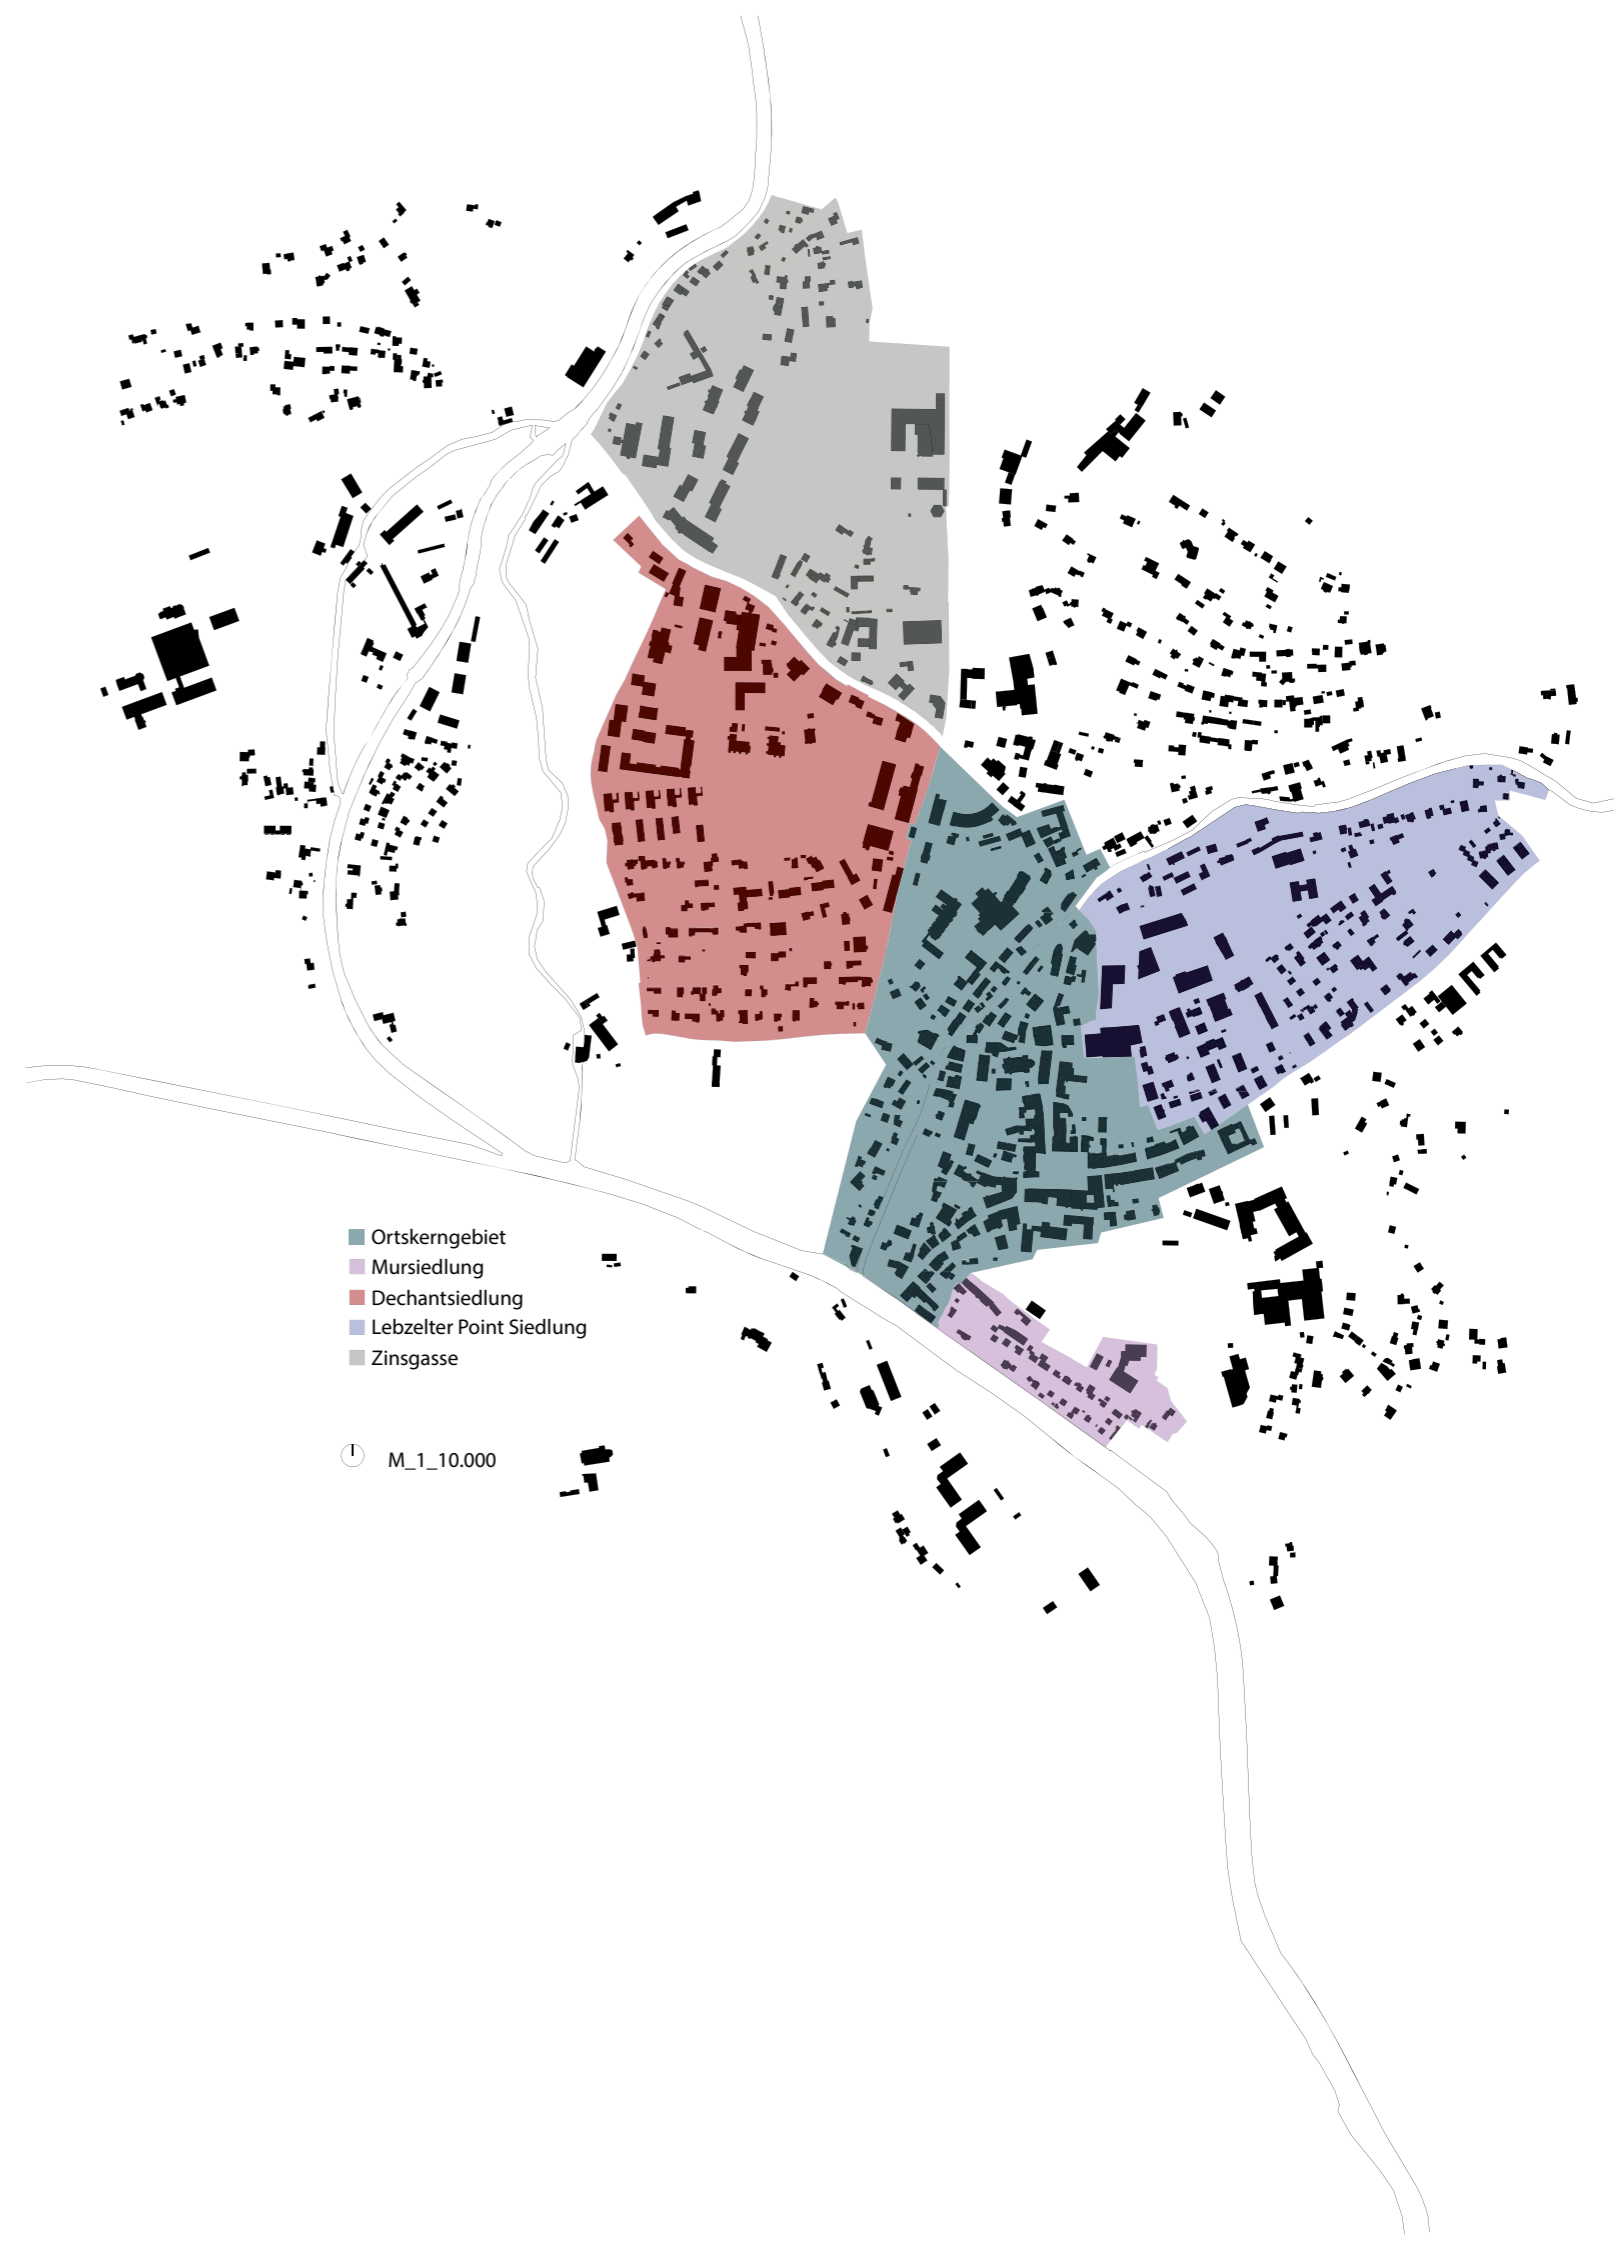 Ortskerngebiet
Mursiedlung
Dechantsiedlung
Lebzelter Point Siedlung
Zinsgasse
M_1_10.000